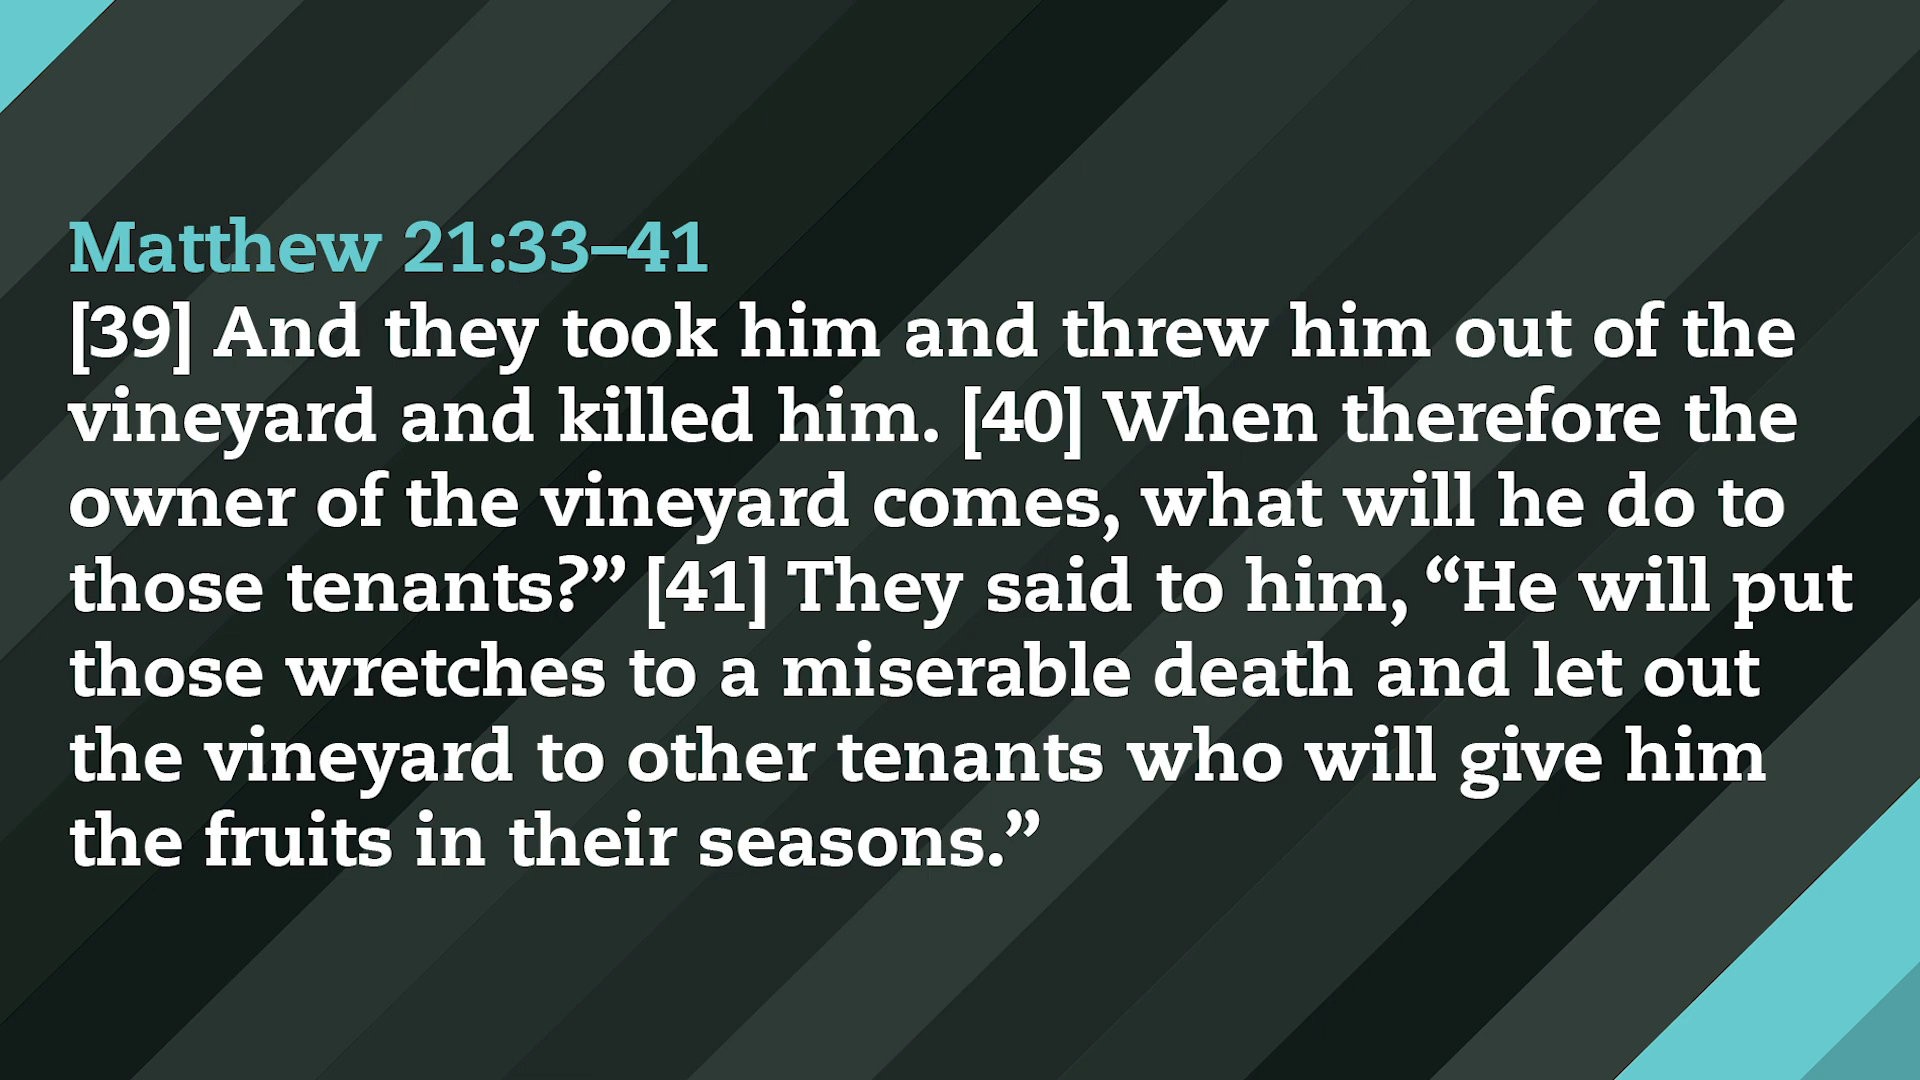 Matthew 21:33–41
[39] And they took him and threw him out of the
vineyard and killed him. [40] When therefore the
owner of the vineyard comes, what will he do to
those tenants?” [41] They said to him, “He will put
those wretches to a miserable death and let out
the vineyard to other tenants who will give him
the fruits in their seasons.”